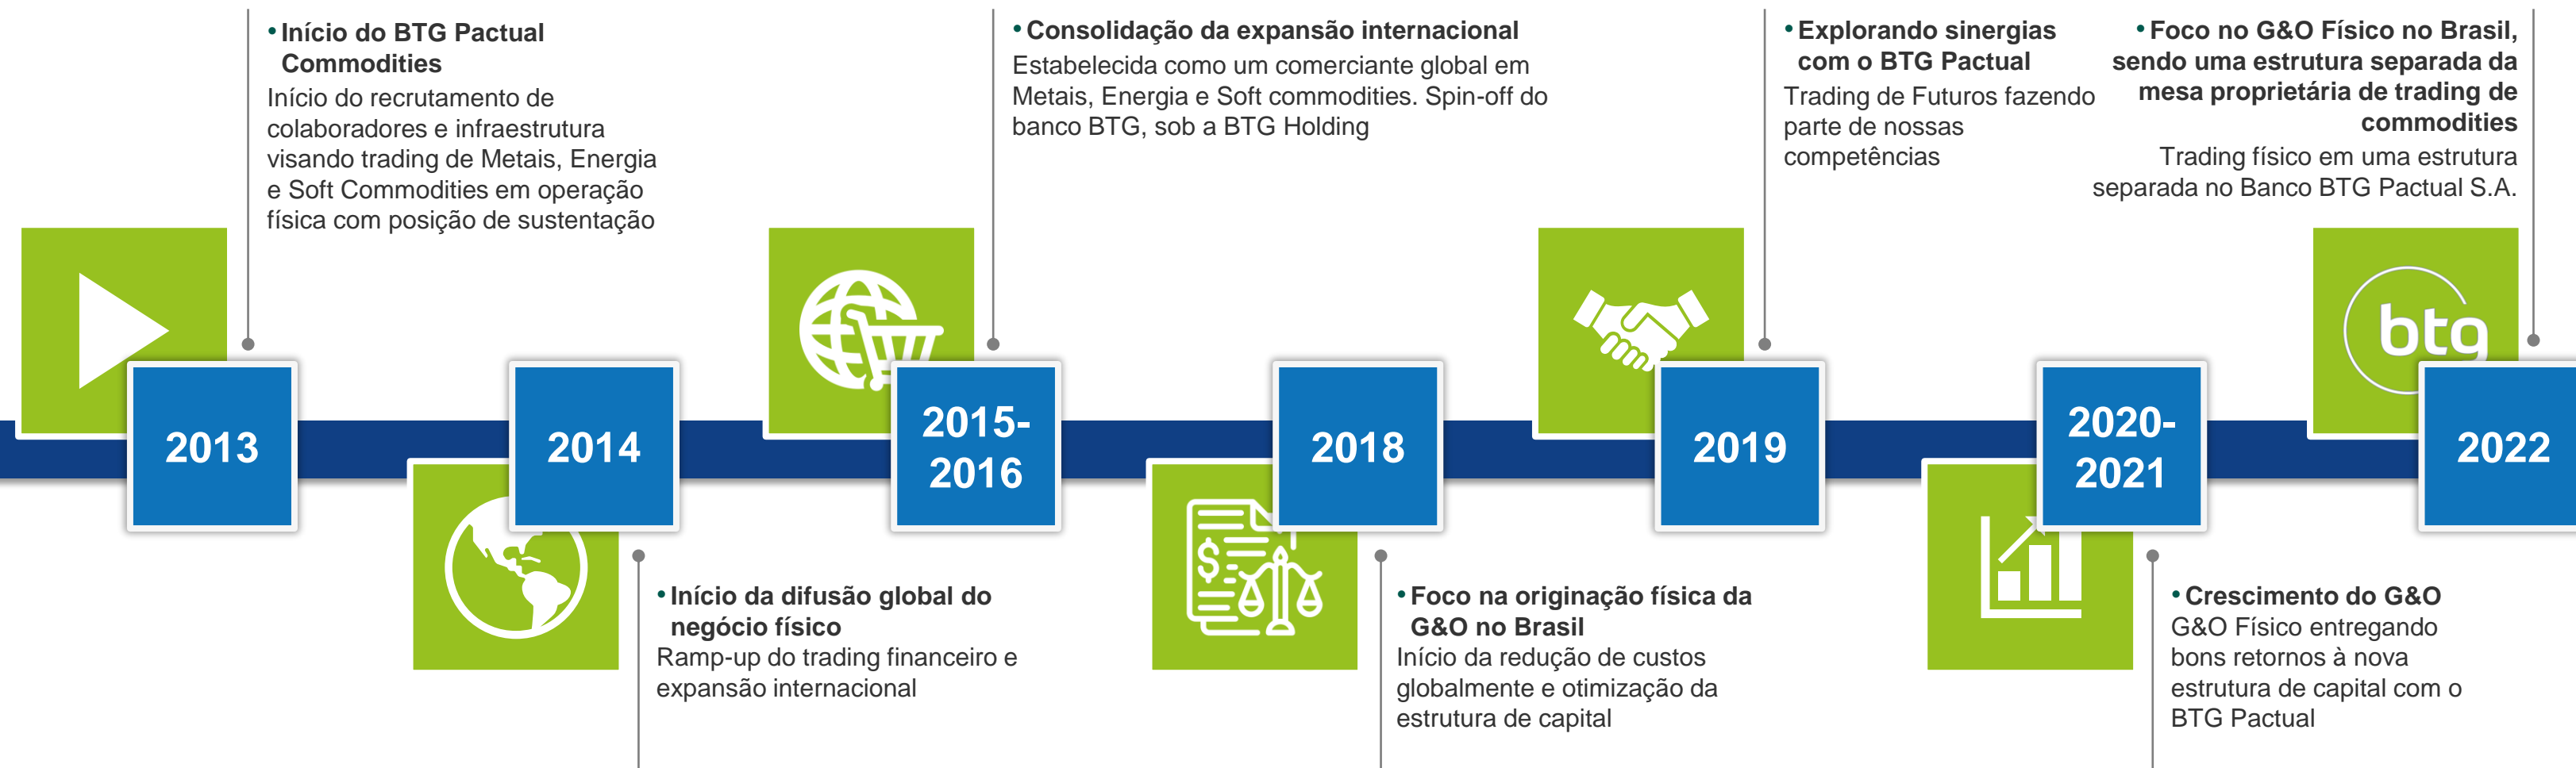 • Início do BTG Pactual
Commodities
Início do recrutamento de
colaboradores e infraestrutura
visando trading de Metais, Energia
e Soft Commodities em operação
física com posição de sustentação
• Consolidação da expansão internacional
Estabelecida como um comerciante global em
Metais, Energia e Soft commodities. Spin-off do
banco BTG, sob a BTG Holding
• Explorando sinergias
com o BTG Pactual
Trading de Futuros fazendo
parte de nossas
competências
• Foco no G&O Físico no Brasil,
sendo uma estrutura separada da
mesa proprietária de trading de
commodities
Trading físico em uma estrutura
separada no Banco BTG Pactual S.A.
btg
2013
2014
2015-
2016
2018
2019
2020-
2021
2022
$
• Início da difusão global do
negócio físico
Ramp-up do trading financeiro e
expansão internacional
• Foco na originação física da
G&O no Brasil
Início da redução de custos
globalmente e otimização da
estrutura de capital
• Crescimento do G&O
G&O Físico entregando
bons retornos à nova
estrutura de capital com o
BTG Pactual